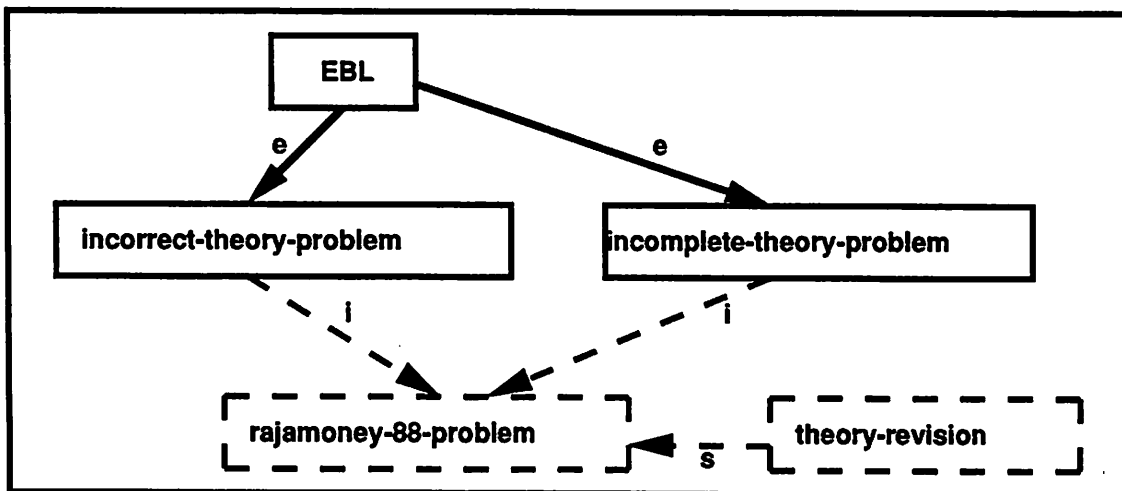 EBL
e
e
incorrect-theory-problem
incomplete-theory-problem
i
i
rajamoney-88-problem
theory-revision
s